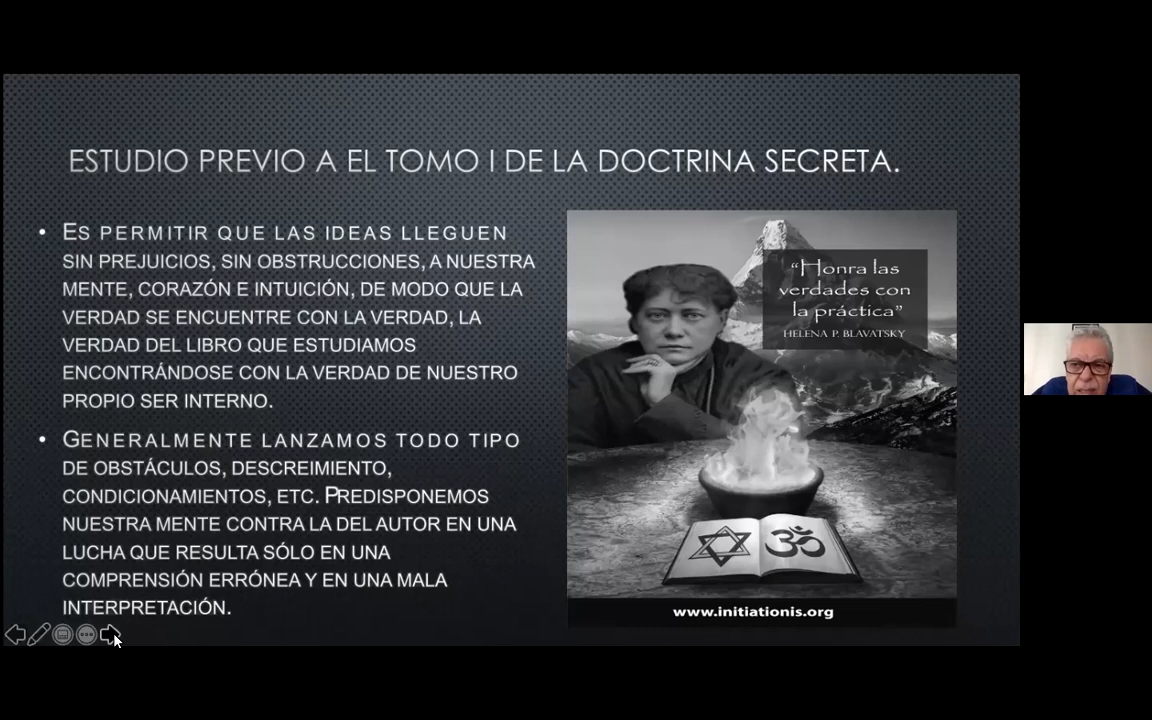 ESTUDIO PREVIO A EL TOMO I DE LA DOCTRINA SECRETA.
• ES PERMITIR QUE LAS IDEAS LLEGUEN
SIN PREJUICIOS, SIN OBSTRUCCIONES, A NUESTRA
MENTE, CORAZÓN E INTUICIÓN, DE MODO QUE LA
VERDAD SE ENCUENTRE CON LA VERDAD, LA
VERDAD DEL LIBRO QUE ESTUDIAMOS
ENCONTRÁNDOSE CON LA VERDAD DE NUESTRO
PROPIO SER INTERNO.
• GENERALMENTE LANZAMOS TODO TIPO
DE OBSTÁCULOS, DESCREIMIENTO,
CONDICIONAMIENTOS, ETC. PREDISPONEMOS
NUESTRA MENTE CONTRA LA DEL AUTOR EN UNA
LUCHA QUE RESULTA SÓLO EN UNA
COMPRENSIÓN ERRÓNEA Y EN UNA MALA
INTERPRETACIÓN.
“Honra las
verdades con
la práctica”
HELENA P. BLAVATSKY
ॐ
www.initiationis.org